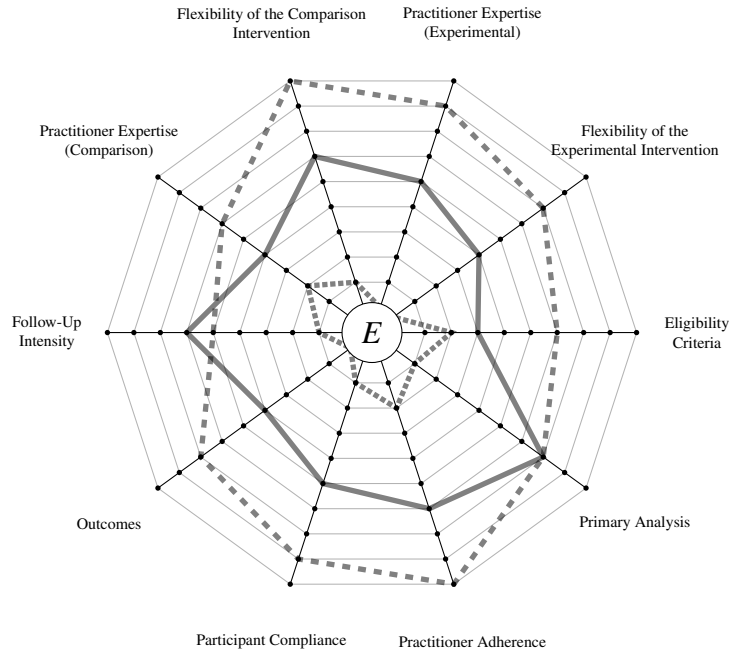 Flexibility of the Comparison
Intervention
Practitioner Expertise
(Experimental)
Practitioner Expertise
(Comparison)
Flexibility of the
Experimental Intervention
Follow-Up
Intensity
E
Eligibility
Criteria
Outcomes
Primary Analysis
Participant Compliance
Practitioner Adherence